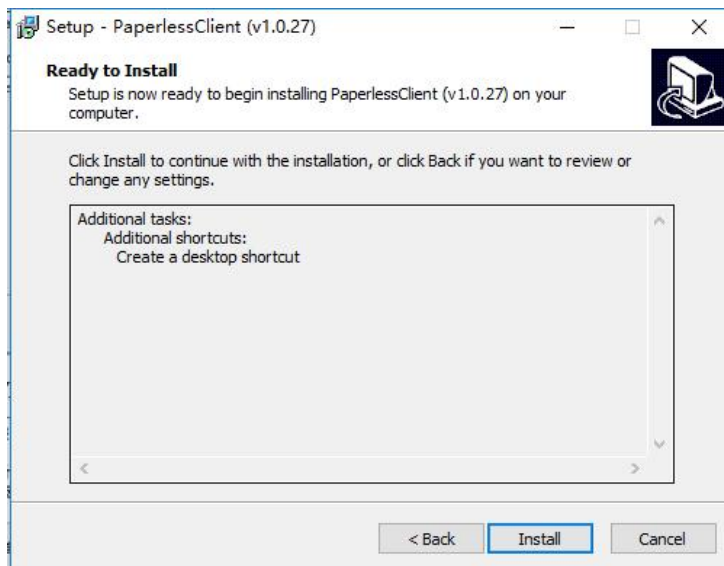 Setup - PaperlessClient (v1.0.27)
Ready to Install
Setup is now ready to begin installing PaperlessClient (v1.0.27) on your
computer.
Click Install to continue with the installation, or click Back if you want to review or
change any settings.
Additional tasks:
Additional shortcuts:
Create a desktop shortcut
< Back
Install
Cancel